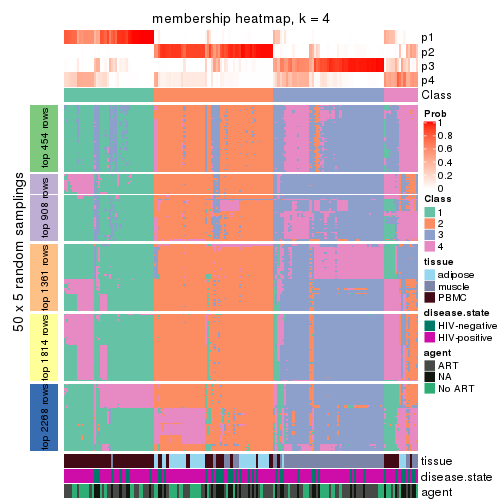 membership heatmap, k = 4
p1
p2
p3
p4
Class
50 x 5 random samplings
top 454 rows
top 908 rows
top 1361 rows
top 1814 rows
top 2268 rows
Prob
1
0.8
0.6
0.4
0.2
0
Class
1
2
3
4
tissue
adipose
muscle
PBMC
disease.state
HIV-negative
HIV-positive
agent
ART
NA
No ART
tissue
disease.state
agent